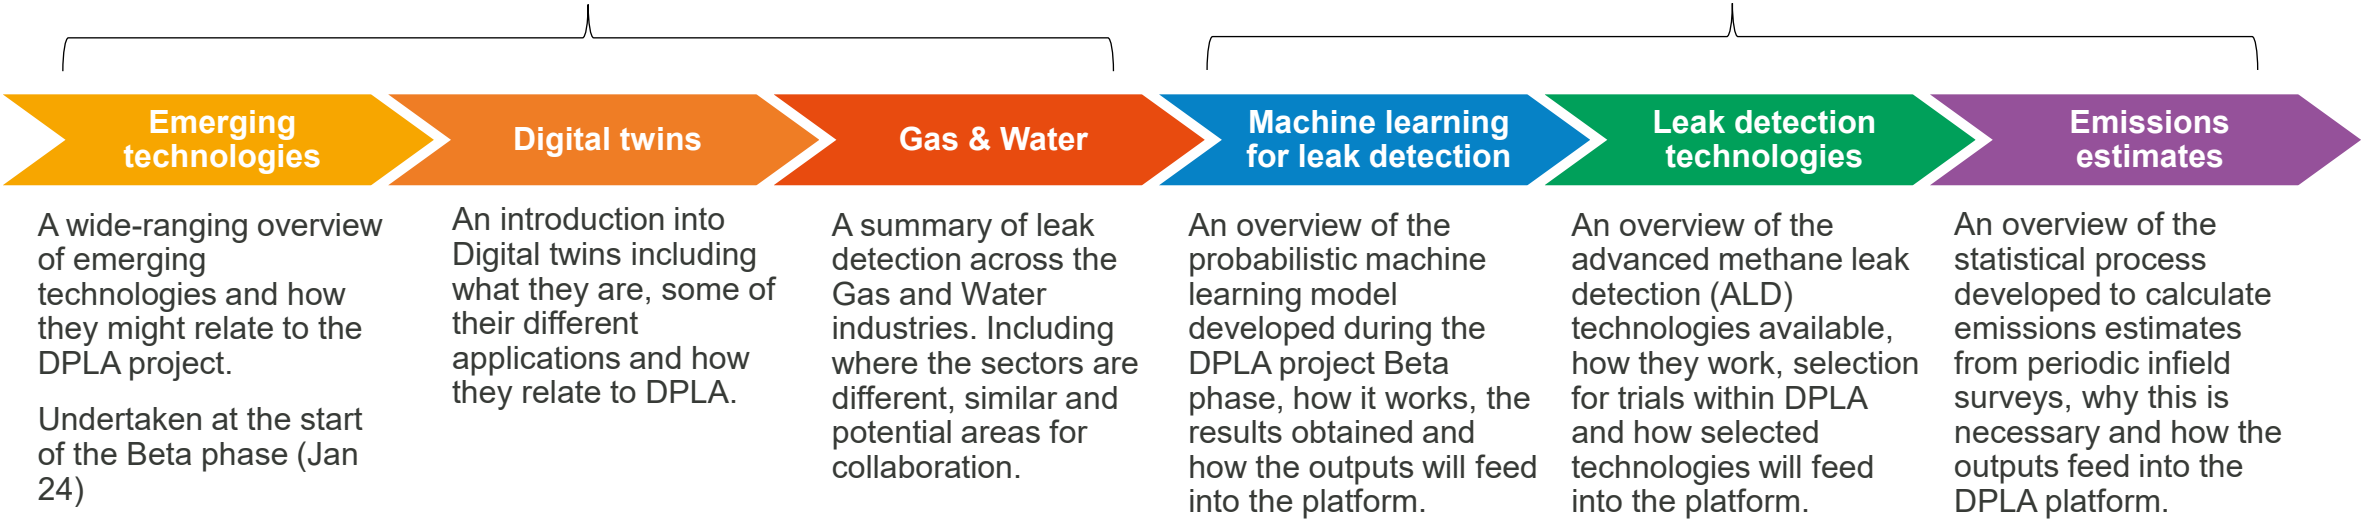 Emerging
technologies
Digital twins
Gas & Water
Machine learning
for leak detection
Leak detection
technologies
Emissions
estimates
A wide-ranging overview
of emerging
technologies and how
they might relate to the
DPLA project.
Undertaken at the start
of the Beta phase (Jan
24)
An introduction into
Digital twins including
what they are, some of
their different
applications and how
they relate to DPLA.
A summary of leak
detection across the
Gas and Water
industries. Including
where the sectors are
different, similar and
potential areas for
collaboration.
An overview of the
probabilistic machine
learning model
developed during the
DPLA project Beta
phase, how it works, the
results obtained and
how the outputs will feed
into the platform.
An overview of the
advanced methane leak
detection (ALD)
technologies available,
how they work, selection
for trials within DPLA
and how selected
technologies will feed
into the platform.
An overview of the
statistical process
developed to calculate
emissions estimates
from periodic infield
surveys, why this is
necessary and how the
outputs feed into the
DPLA platform.